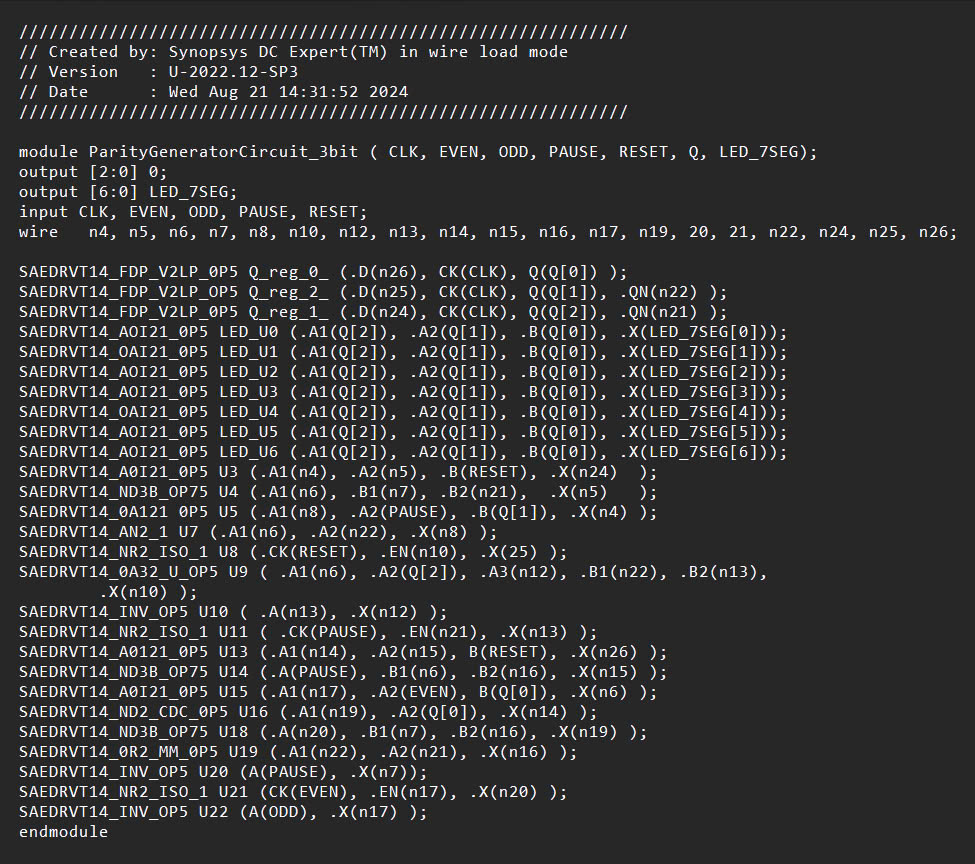 /////////////////////////////////////////////////////////////
// Created by: Synopsys DC Expert(TM) in wire load mode
// Version   : U-2022.12-SP3
// Date      : Wed Aug 21 14:31:52 2024
/////////////////////////////////////////////////////////////
module ParityGeneratorCircuit_3bit ( CLK, EVEN, ODD, PAUSE, RESET, Q, LED_7SEG);
output [2:0] 0;
output [6:0] LED_7SEG;
input CLK, EVEN, ODD, PAUSE, RESET;
wire   n4, n5, n6, n7, n8, n10, n12, n13, n14, n15, n16, n17, n19, 20, 21, n22, n24, n25, n26;
SAEDRVT14_FDP_V2LP_0P5 Q_reg_0_ (.D(n26), CK(CLK), Q(Q[0]) );
SAEDRVT14_FDP_V2LP_OP5 Q_reg_2_ (.D(n25), CK(CLK), Q(Q[1]), .QN(n22) );
SAEDRVT14_FDP_V2LP_0P5 Q_reg_1_ (.D(n24), CK(CLK), Q(Q[2]), .QN(n21) );
SAEDRVT14_AOI21_0P5 LED_U0 (.A1(Q[2]), .A2(Q[1]), .B(Q[0]), .X(LED_7SEG[0]));
SAEDRVT14_OAI21_0P5 LED_U1 (.A1(Q[2]), .A2(Q[1]), .B(Q[0]), .X(LED_7SEG[1]));
SAEDRVT14_AOI21_0P5 LED_U2 (.A1(Q[2]), .A2(Q[1]), .B(Q[0]), .X(LED_7SEG[2]));
SAEDRVT14_AOI21_0P5 LED_U3 (.A1(Q[2]), .A2(Q[1]), .B(Q[0]), .X(LED_7SEG[3]));
SAEDRVT14_OAI21_0P5 LED_U4 (.A1(Q[2]), .A2(Q[1]), .B(Q[0]), .X(LED_7SEG[4]));
SAEDRVT14_AOI21_0P5 LED_U5 (.A1(Q[2]), .A2(Q[1]), .B(Q[0]), .X(LED_7SEG[5]));
SAEDRVT14_AOI21_0P5 LED_U6 (.A1(Q[2]), .A2(Q[1]), .B(Q[0]), .X(LED_7SEG[6]));
SAEDRVT14_A0I21_0P5 U3 (.A1(n4), .A2(n5), .B(RESET), .X(n24)  );
SAEDRVT14_ND3B_OP75 U4 (.A1(n6), .B1(n7), .B2(n21),  .X(n5)   );
SAEDRVT14_0A121 0P5 U5 (.A1(n8), .A2(PAUSE), .B(Q[1]), .X(n4) );
SAEDRVT14_AN2_1 U7 (.A1(n6), .A2(n22), .X(n8) );
SAEDRVT14_NR2_ISO_1 U8 (.CK(RESET), .EN(n10), .X(25) );
SAEDRVT14_0A32_U_OP5 U9 ( .A1(n6), .A2(Q[2]), .A3(n12), .B1(n22), .B2(n13),
        .X(n10) );
SAEDRVT14_INV_OP5 U10 ( .A(n13), .X(n12) );
SAEDRVT14_NR2_ISO_1 U11 ( .CK(PAUSE), .EN(n21), .X(n13) );
SAEDRVT14_A0121_0P5 U13 (.A1(n14), .A2(n15), B(RESET), .X(n26) );
SAEDRVT14_ND3B_OP75 U14 (.A(PAUSE), .B1(n6), .B2(n16), .X(n15) );
SAEDRVT14_A0I21_0P5 U15 (.A1(n17), .A2(EVEN), B(Q[0]), .X(n6) );
SAEDRVT14_ND2_CDC_0P5 U16 (.A1(n19), .A2(Q[0]), .X(n14) );
SAEDRVT14_ND3B_OP75 U18 (.A(n20), .B1(n7), .B2(n16), .X(n19) );
SAEDRVT14_0R2_MM_0P5 U19 (.A1(n22), .A2(n21), .X(n16) );
SAEDRVT14_INV_OP5 U20 (A(PAUSE), .X(n7));
SAEDRVT14_NR2_ISO_1 U21 (CK(EVEN), .EN(n17), .X(n20) );
SAEDRVT14_INV_OP5 U22 (A(ODD), .X(n17) );
endmodule